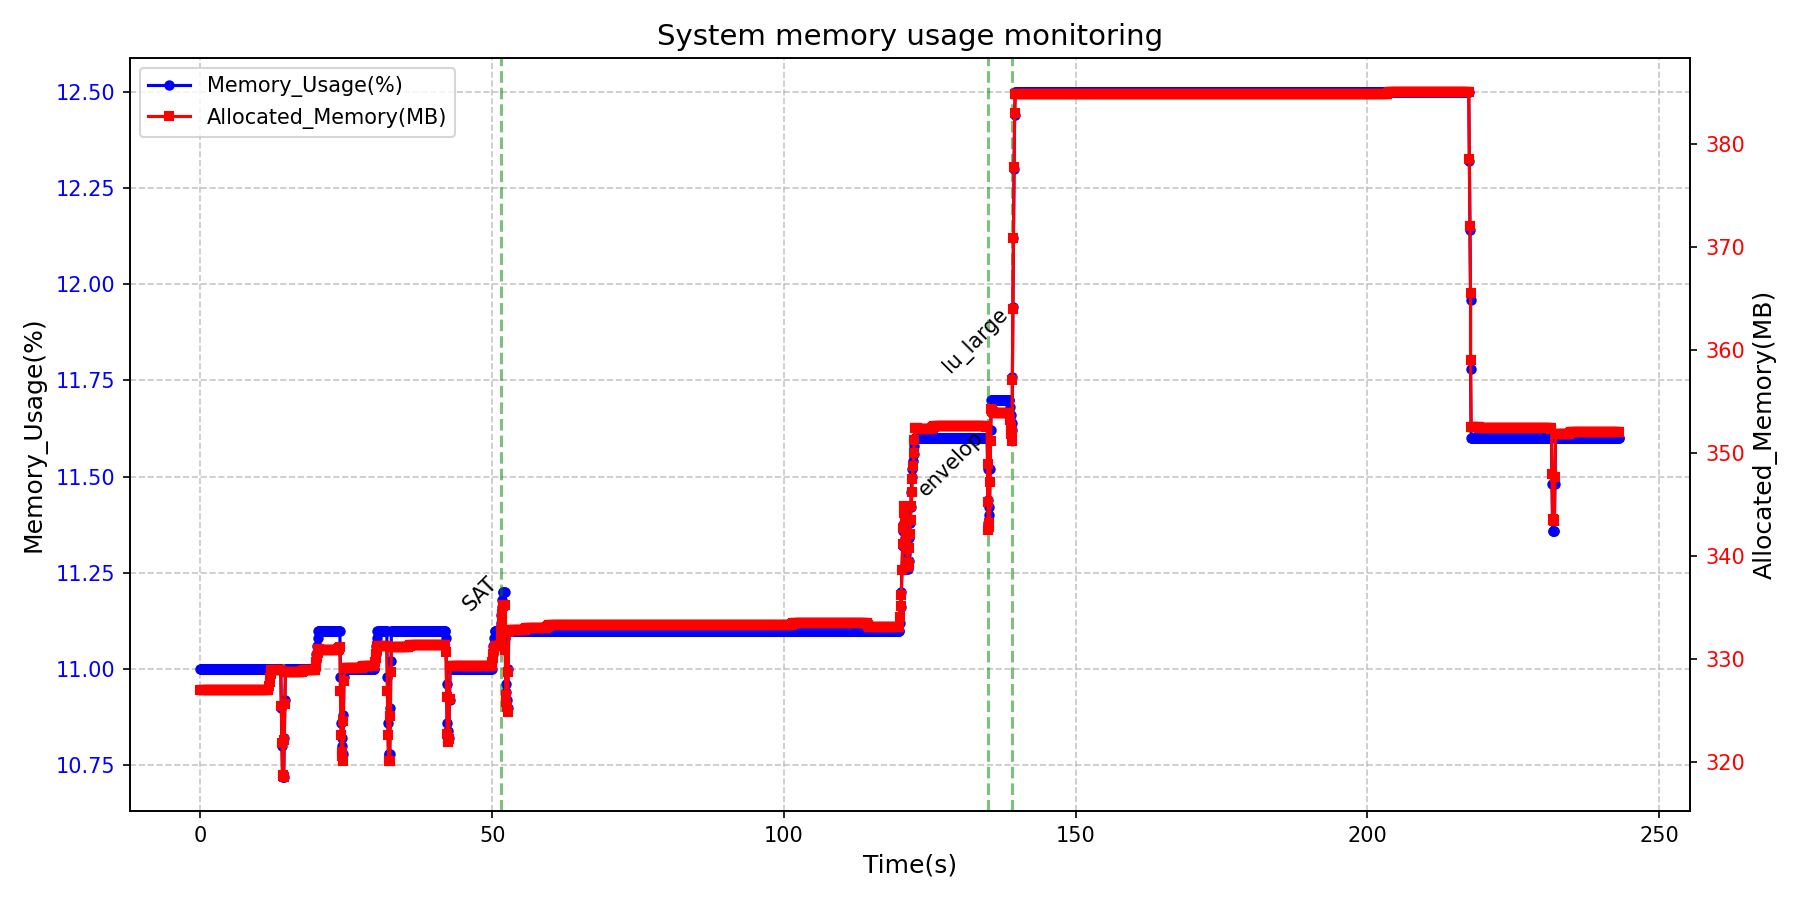 System memory usage monitoring
Memory_Usage(%)
Allocated_Memory(MB)
12.50
12.25
12.00
11.75
11.50
11.25
11.00
10.75
Memory_Usage(%)
380
370
360
350
340
330
320
Allocated_Memory(MB)
SAT
envelop
lu_large
0
50
100
150
200
250
Time(s)